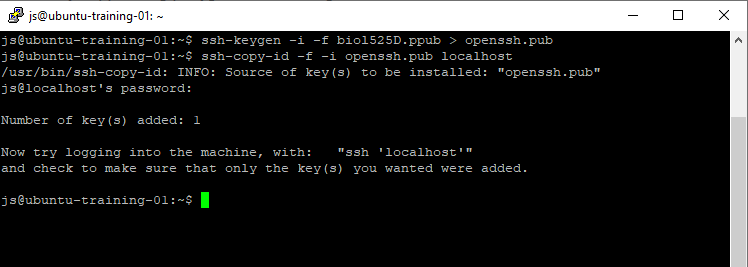 js@ubuntu-training-01: ~
js@ubuntu-training-01:~$ ssh-keygen -i -f biol525D.ppub > openssh.pub
js@ubuntu-training-01:~$ ssh-copy-id -f -i openssh.pub localhost
/usr/bin/ssh-copy-id: INFO: Source of key(s) to be installed: "openssh.pub"
js@localhost's password:
Number of key(s) added: 1
Now try logging into the machine, with:   "ssh 'localhost'"
and check to make sure that only the key(s) you wanted were added.
js@ubuntu-training-01:~$